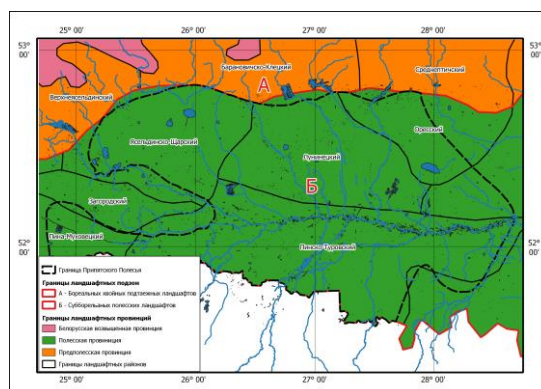 25° 00'
26° 00'
27° 00'
28° 00'
53° 00'
53° 00'
Барановичско-Клецкий
А
Среднептичский
Верхнеясельдинский
Ясельдинско-Щарский
Лунинецкий
Оресский
Б
Загородский
Пина-Муховецкий
Пинско-Туровский
52° 00'
52° 00'
Граница Припятского Полесья
Границы ландшафтных подзон
А - Бореальных хвойных подтаежных ландшафтов
Б - Суббореальных полесских ландшафтов
Границы ландшафтных провинций
Белорусская возвышенная провинция
Полесская провинция
Предполесская провинция
Границы ландшафтных районов
25° 00'
26° 00'
27° 00'
28° 00'